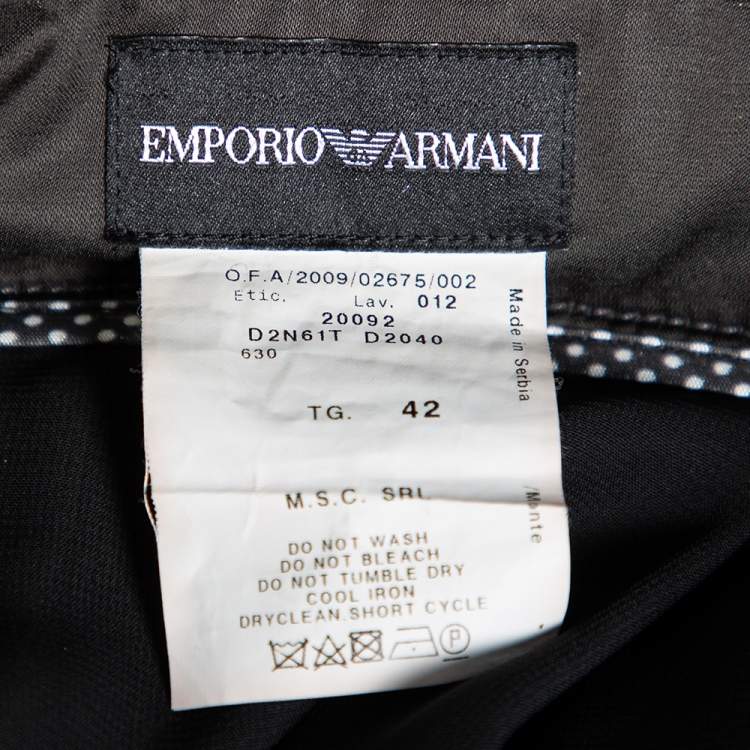 EMPORIO ARMANI
O.F.A/2009/02675/002
Etic. Lav. 012
20092
D2N61T D2040
630
TG. 42
M.S.C. SRL
DO NOT WASH
DO NOT BLEACH
DO NOT TUMBLE DRY
COOL IRON
DRYCLEAN.SHORT CYCLE
P
Made in Serbia
/Monte